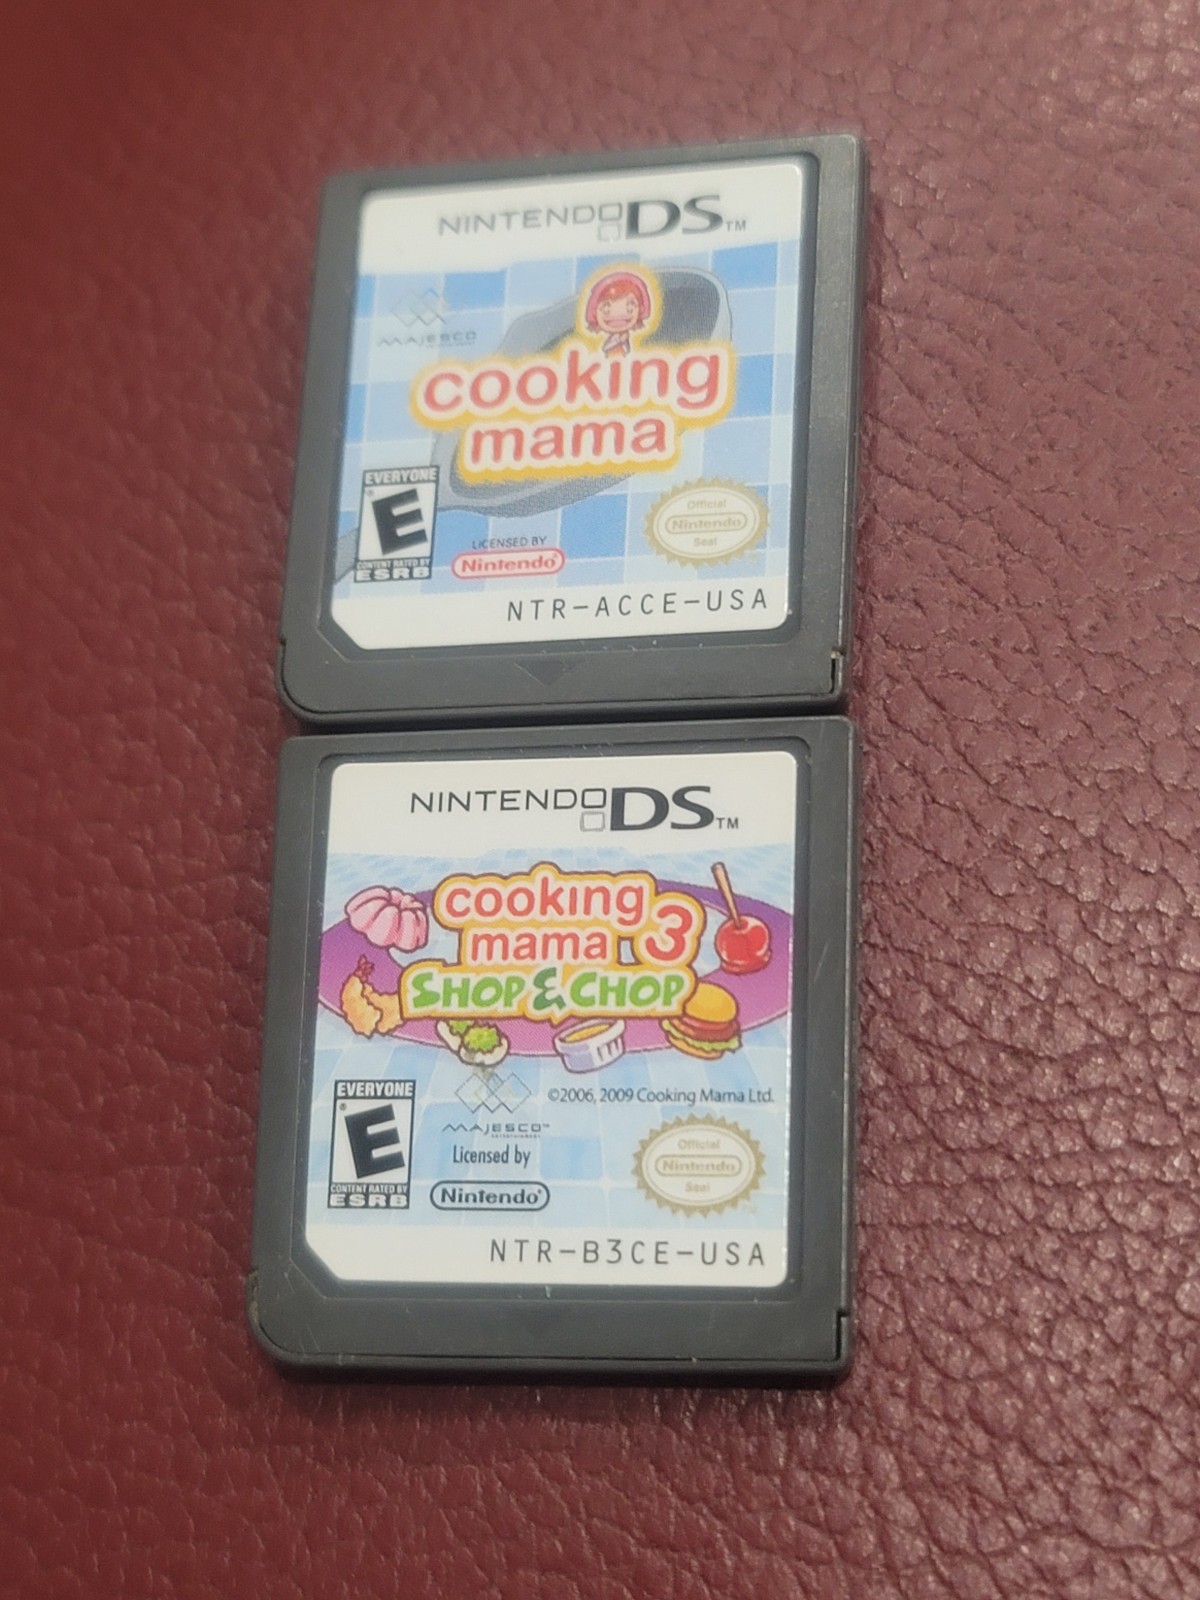 NINTENDO DS™
MAJESCO
cooking
mama
EVERYONE
E
CONTENT RATED BY
ESRB
LICENSED BY
Nintendo®
Official
Nintendo
Seal
NTR-ACCE-USA
NINTENDO DS™
cooking
mama 3
SHOP & CHOP
©2006, 2009 Cooking Mama Ltd.
EVERYONE
E
CONTENT RATED BY
ESRB
MAJESCO™
ENTERTAINMENT
Licensed by
Nintendo®
Official
Nintendo
Seal
NTR-B3CE-USA